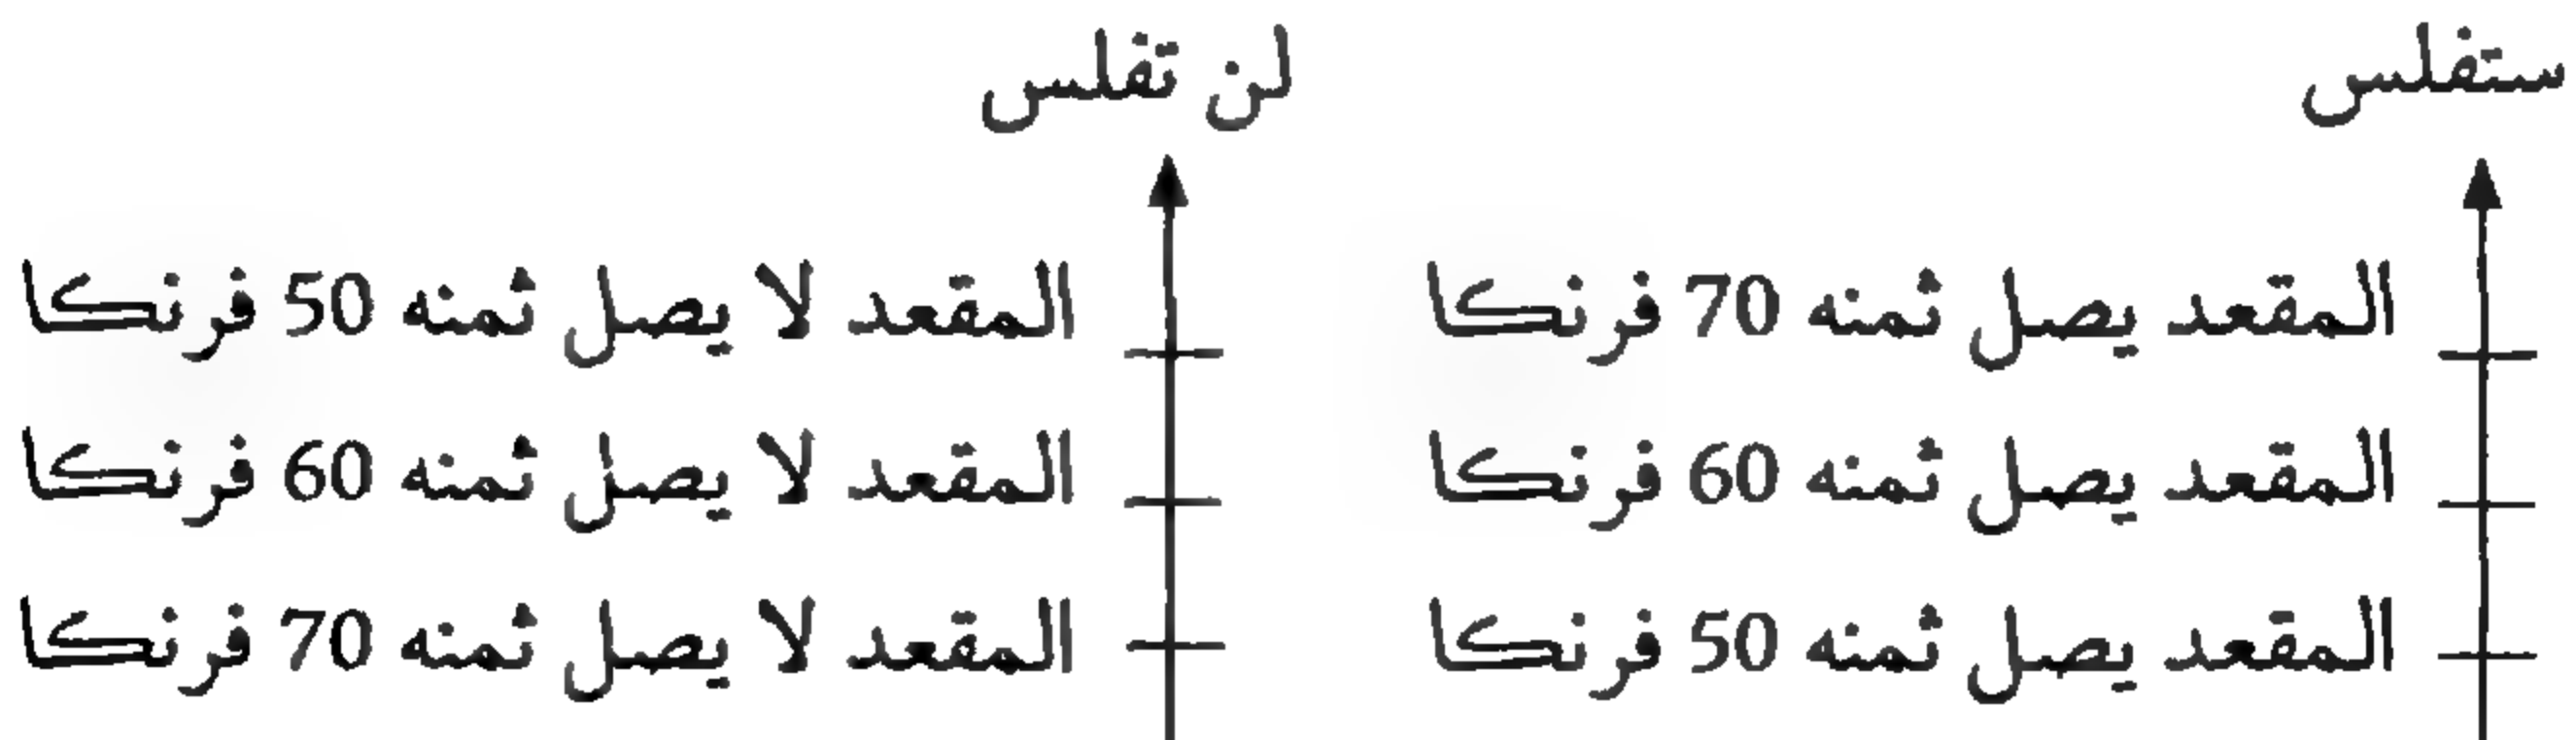 ستفلس
المقعد يصل ثمنه 70 فرنكا
المقعد يصل ثمنه 60 فرنكا
المقعد يصل ثمنه 50 فرنكا
لن تفلس
المقعد لا يصل ثمنه 50 فرنكا
المقعد لا يصل ثمنه 60 فرنكا
المقعد لا يصل ثمنه 70 فرنكا